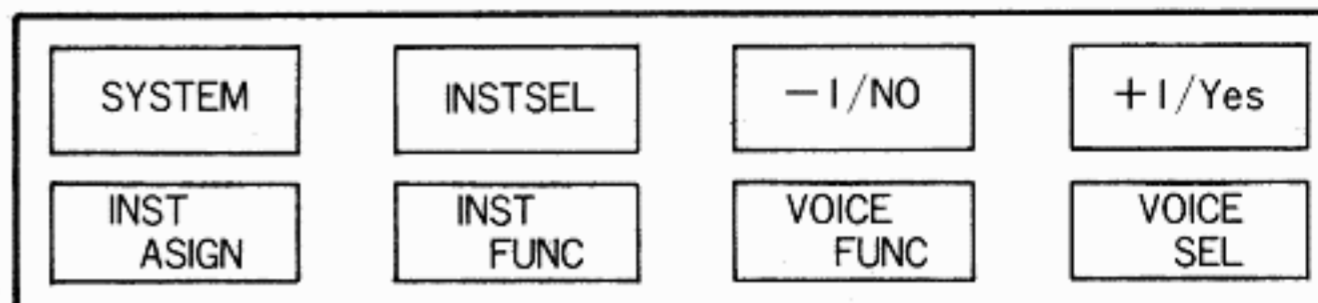 SYSTEM
INSTSEL
−1/NO
+1/Yes
INST
ASIGN
INST
FUNC
VOICE
FUNC
VOICE
SEL